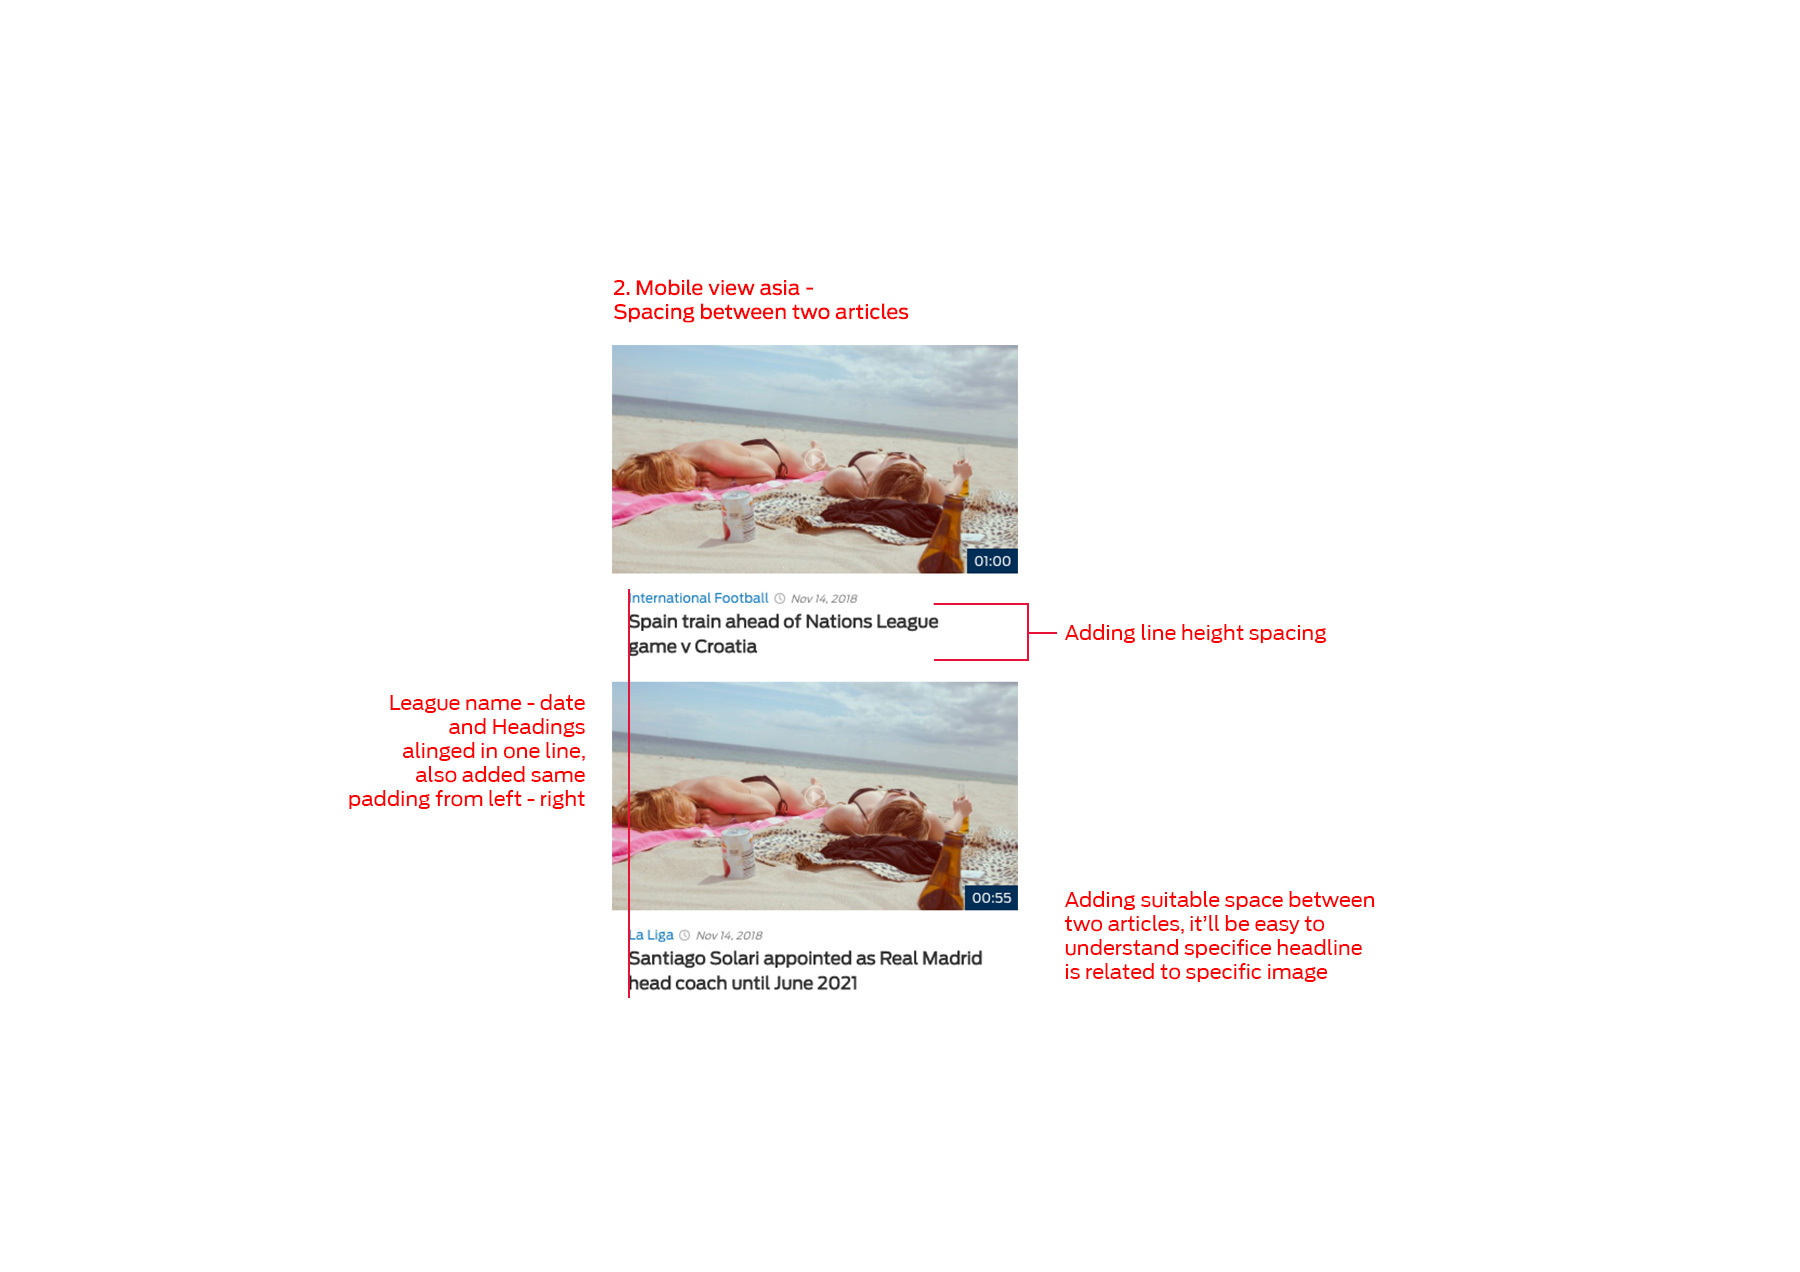 2. Mobile view asia -
Spacing between two articles
01:00
International Football Nov 14, 2018
Spain train ahead of Nations League
game v Croatia
Adding line height spacing
League name - date
and Headings
alinged in one line,
also added same
padding from left - right
00:55
La Liga Nov 14, 2018
Santiago Solari appointed as Real Madrid
head coach until June 2021
Adding suitable space between
two articles, it'll be easy to
understand specifice headline
is related to specific image